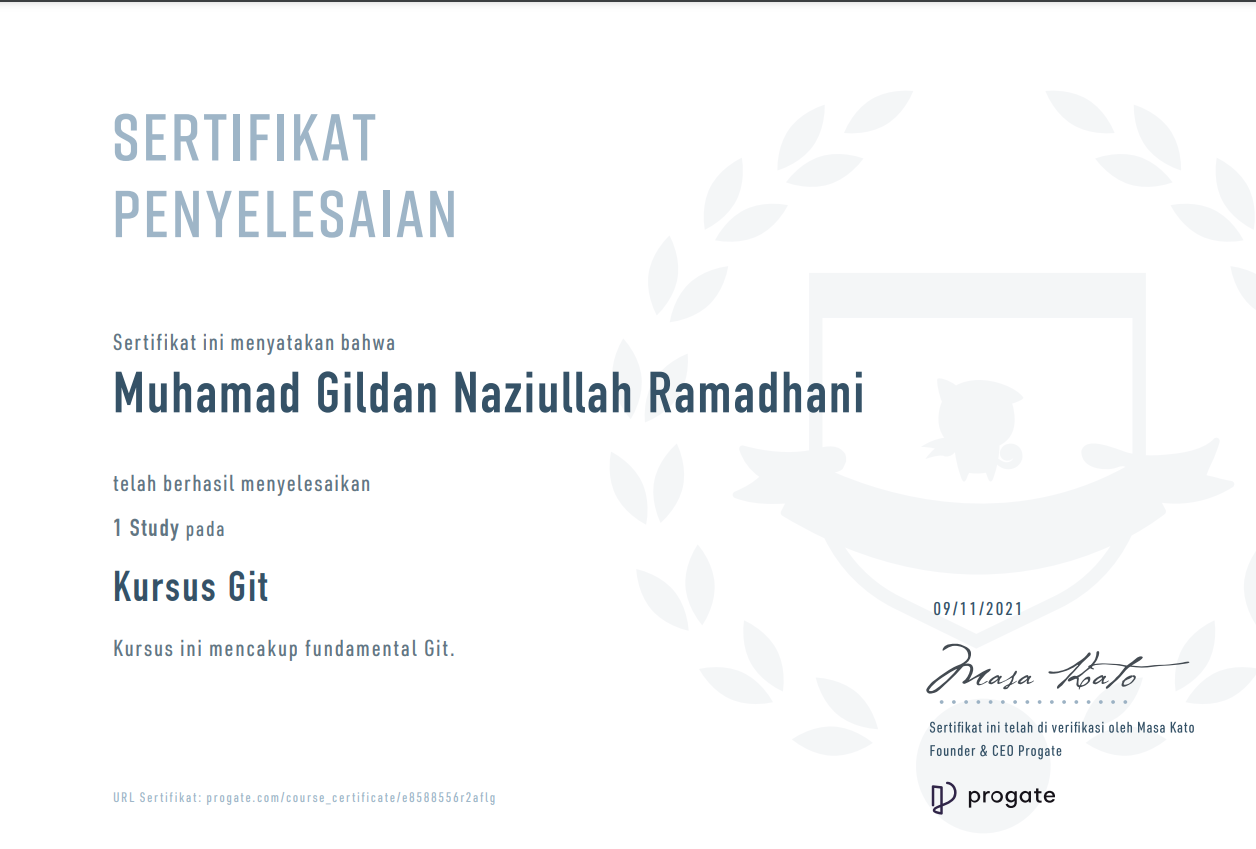 SERTIFIKAT
PENYELESAIAN
Sertifikat ini menyatakan bahwa
Muhamad Gildan Naziullah Ramadhani
telah berhasil menyelesaikan
1 Study pada
Kursus Git
Kursus ini mencakup fundamental Git.
09/11/2021
Masa Kato
Sertifikat ini telah di verifikasi oleh Masa Kato
Founder & CEO Progate
URL Sertifikat: progate.com/course_certificate/e8588556r2aflg
progate